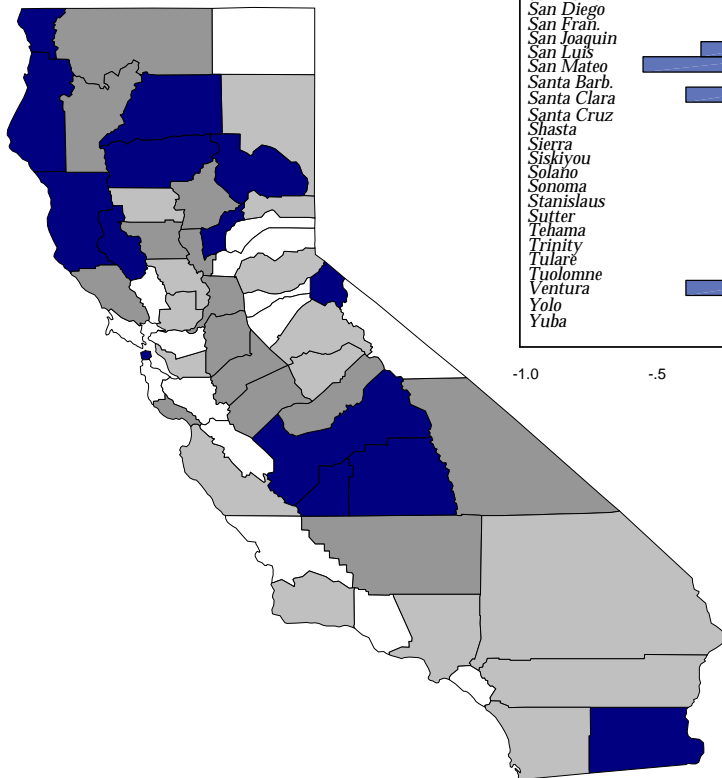 San Diego
San Fran.
San Joaquin
San Luis
San Mateo
Santa Barb.
Santa Clara
Santa Cruz
Shasta
Sierra
Siskiyou
Solano
Sonoma
Stanislaus
Sutter
Tehama
Trinity
Tulare
Tuolomne
Ventura
Yolo
Yuba
-1.0 -.5